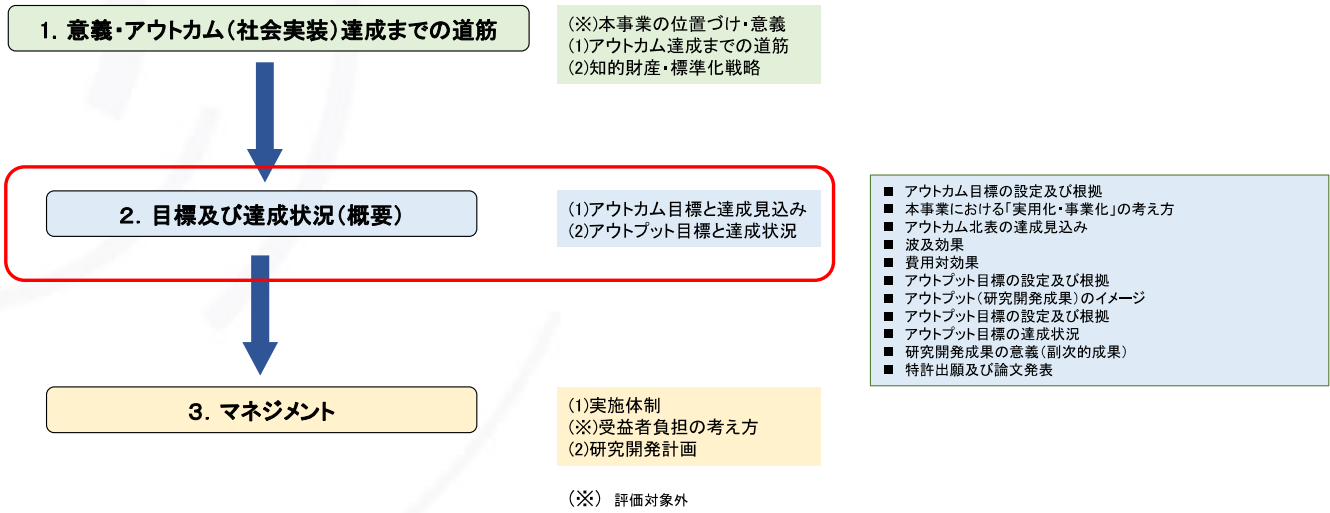 1. 意義・アウトカム(社会実装)達成までの道筋
(※)本事業の位置づけ・意義
(1)アウトカム達成までの道筋
(2)知的財産・標準化戦略
2. 目標及び達成状況(概要)
(1)アウトカム目標と達成見込み
(2)アウトプット目標と達成状況
■ アウトカム目標の設定及び根拠
■ 本事業における「実用化・事業化」の考え方
■ アウトカム北表の達成見込み
■ 波及効果
■ 費用対効果
■ アウトプット目標の設定及び根拠
■ アウトプット(研究開発成果)のイメージ
■ アウトプット目標の設定及び根拠
■ アウトプット目標の達成状況
■ 研究開発成果の意義(副次的成果)
■ 特許出願及び論文発表
3. マネジメント
(1)実施体制
(※)受益者負担の考え方
(2)研究開発計画
(※) 評価対象外